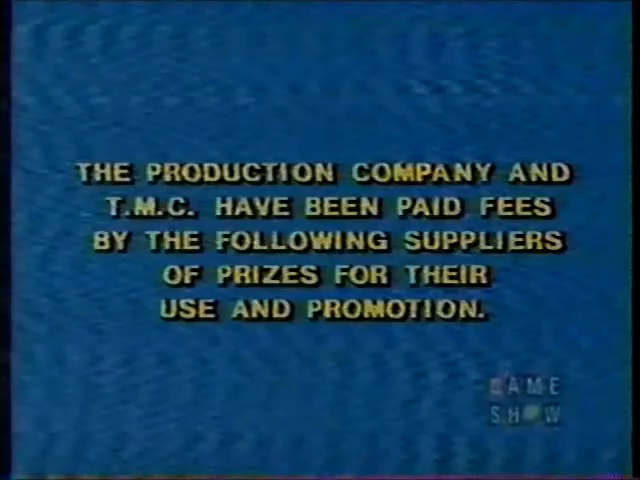 THE PRODUCTION COMPANY AND
T.M.C. HAVE BEEN PAID FEES
BY THE FOLLOWING SUPPLIERS
OF PRIZES FOR THEIR
USE AND PROMOTION.
GAME
SHOW